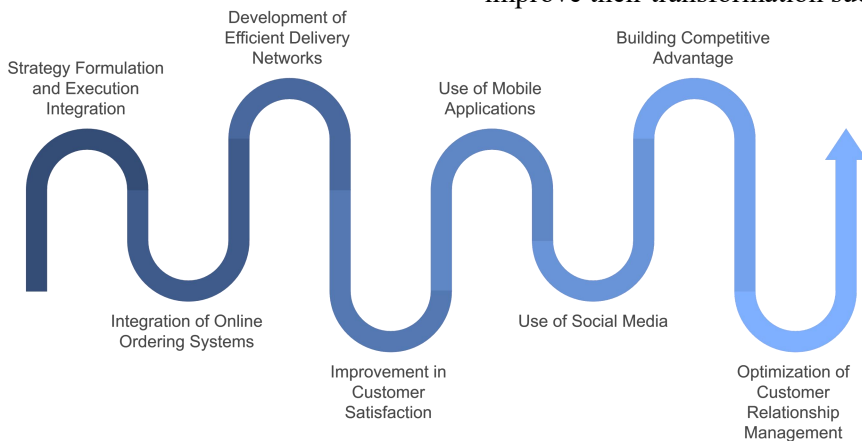 improve their transformation suc
Development of
Efficient Delivery
Networks
Strategy Formulation
and Execution
Integration
Building Competitive
Advantage
Use of Mobile
Applications
Integration of Online
Ordering Systems
Use of Social Media
Improvement in
Customer
Satisfaction
Optimization of
Customer
Relationship
Management